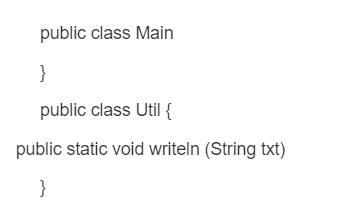 public class Main
}
public class Util {
public static void writeln (String txt)
}